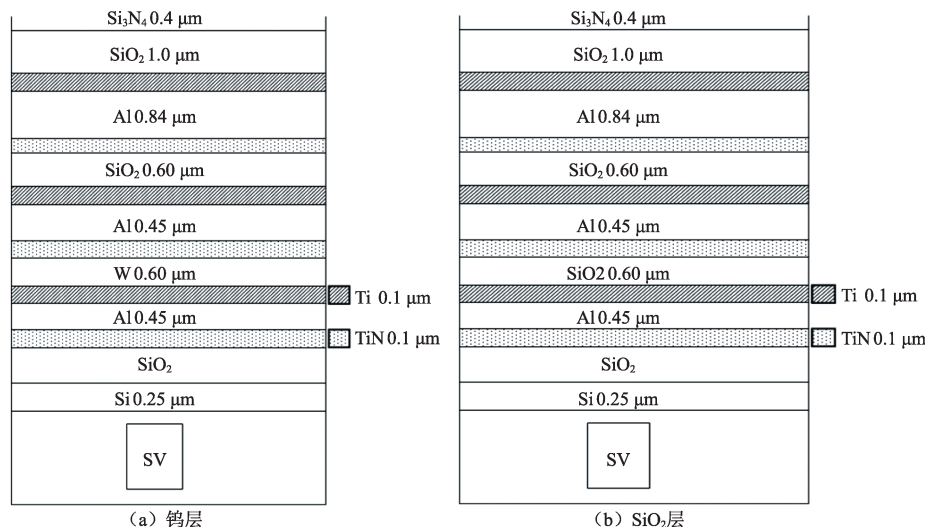 Si₃N₄ 0.4 μm
SiO₂ 1.0 μm
Al 0.84 μm
SiO₂ 0.60 μm
Al 0.45 μm
W 0.60 μm
Ti 0.1 μm
Al 0.45 μm
TiN 0.1 μm
SiO₂
Si 0.25 μm
SV
（a）钨层
Si₃N₄ 0.4 μm
SiO₂ 1.0 μm
Al 0.84 μm
SiO₂ 0.60 μm
Al 0.45 μm
SiO2 0.60 μm
Ti 0.1 μm
Al 0.45 μm
TiN 0.1 μm
SiO₂
Si 0.25 μm
SV
（b）SiO₂层